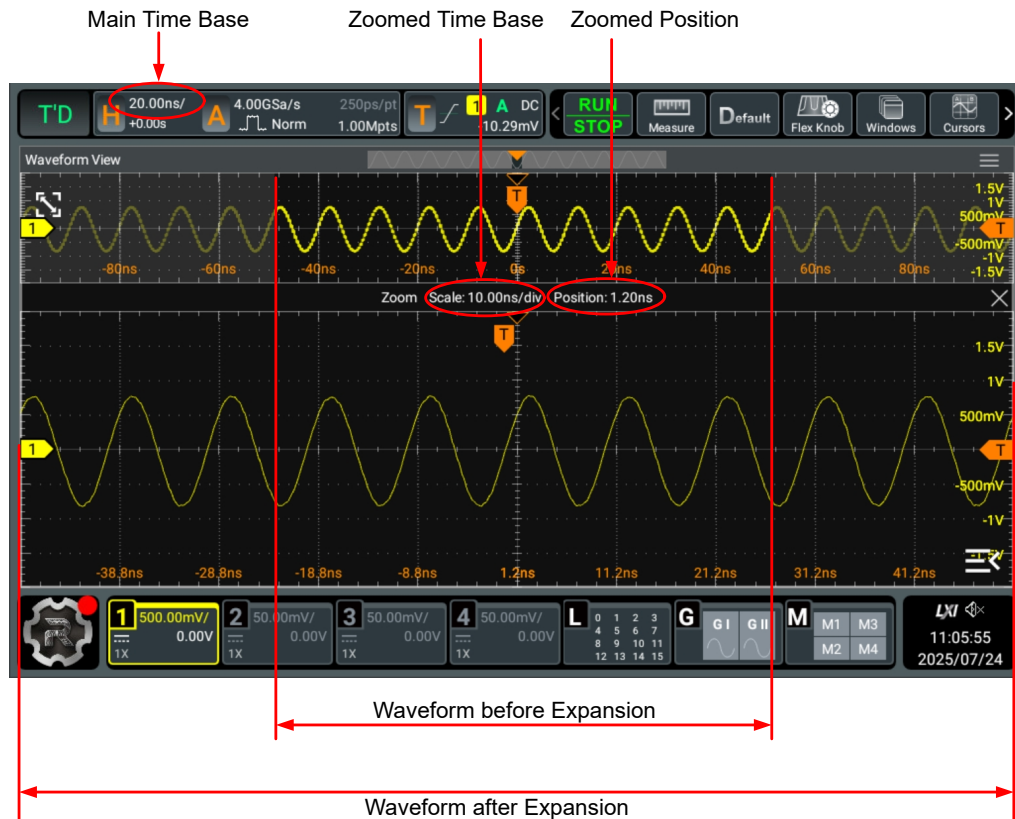 Main Time Base Zoomed Time Base Zoomed Position
T'D H 20.00ns/ +0.00s A 4.00GSa/s 250ps/pt Norm 1.00Mpts T 1 A DC 10.29mV < RUN STOP Measure Default Flex Knob Windows Cursors >
Waveform View
T
1.5V
1V
500mV
1 T
-500mV
-1V
-1.5V
-80ns -60ns -40ns -20ns 0s 20ns 40ns 60ns 80ns
Zoom Scale: 10.00ns/div Position: 1.20ns
T
1.5V
1V
500mV
1 T
-500mV
-1V
-38.8ns -28.8ns -18.8ns -8.8ns 1.2ns 11.2ns 21.2ns 31.2ns 41.2ns
1 500.00mV/ 0.00V 1X
2 50.00mV/ 0.00V 1X
3 50.00mV/ 0.00V 1X
4 50.00mV/ 0.00V 1X
L 0 1 2 3
4 5 6 7
8 9 10 11
12 13 14 15
G GI GII
M M1 M3
M2 M4
LXI
11:05:55
2025/07/24
Waveform before Expansion
Waveform after Expansion